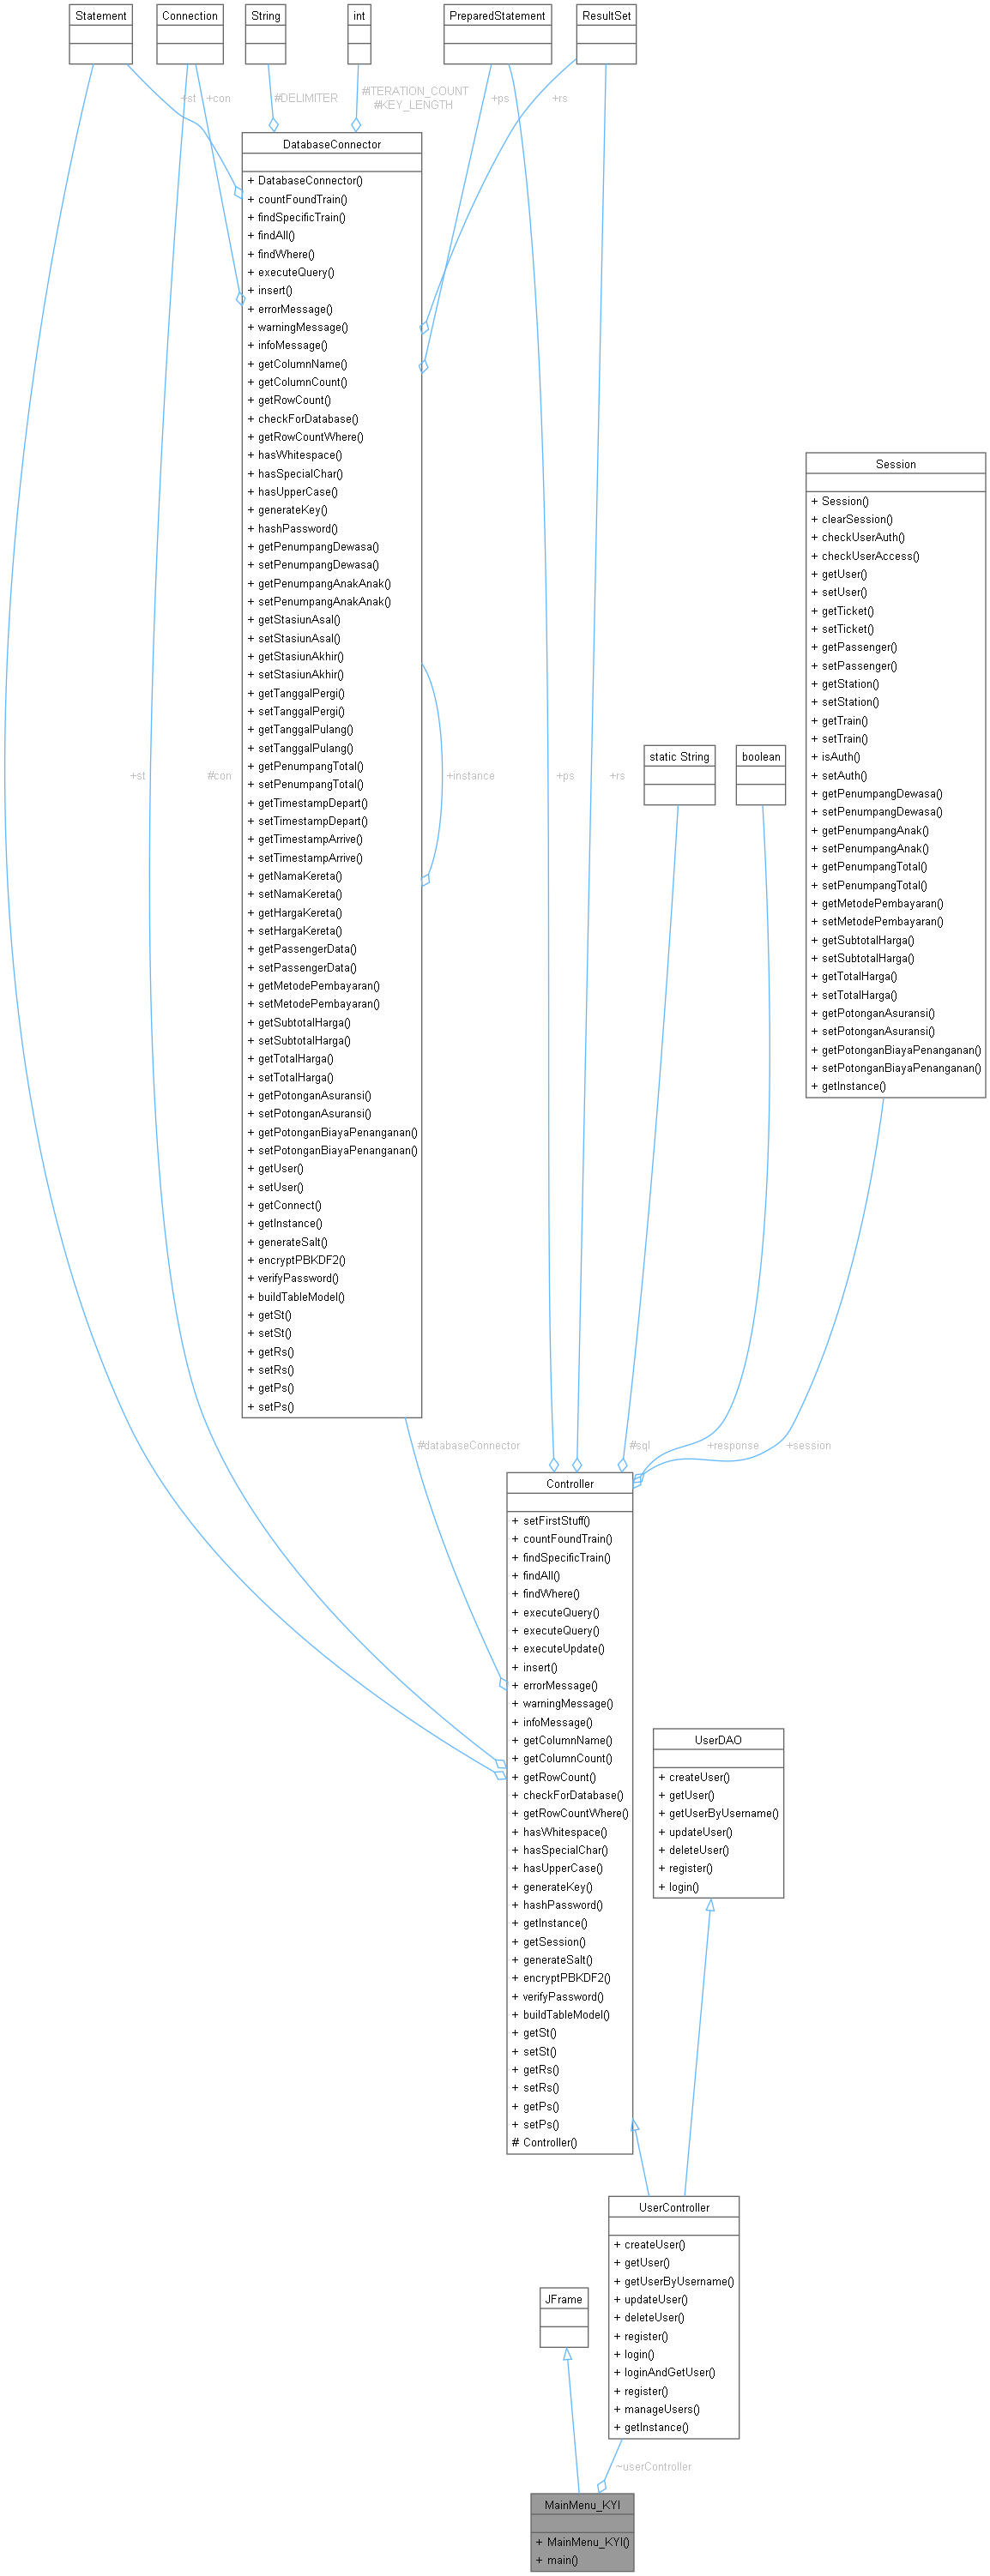 Statement
Connection
String
int
PreparedStatement
ResultSet
+st
+con
#DELIMITER
#ITERATION_COUNT
#KEY_LENGTH
+ps
+rs
DatabaseConnector
+ DatabaseConnector()
+ countFoundTrain()
+ findSpecificTrain()
+ findAll()
+ findWhere()
+ executeQuery()
+ insert()
+ errorMessage()
+ warningMessage()
+ infoMessage()
+ getColumnName()
+ getColumnCount()
+ getRowCount()
+ checkForDatabase()
+ getRowCountWhere()
+ hasWhitespace()
+ hasSpecialChar()
+ hasUpperCase()
+ generateKey()
+ hashPassword()
+ getPenumpangDewasa()
+ setPenumpangDewasa()
+ getPenumpangAnakAnak()
+ setPenumpangAnakAnak()
+ getStasiunAsal()
+ setStasiunAsal()
+ getStasiunAkhir()
+ setStasiunAkhir()
+ getTanggalPergi()
+ setTanggalPergi()
+ getTanggalPulang()
+ setTanggalPulang()
+ getPenumpangTotal()
+ setPenumpangTotal()
+ getTimestampDepart()
+ setTimestampDepart()
+ getTimestampArrive()
+ setTimestampArrive()
+ getNamaKereta()
+ setNamaKereta()
+ getHargaKereta()
+ setHargaKereta()
+ getPassengerData()
+ setPassengerData()
+ getMetodePembayaran()
+ setMetodePembayaran()
+ getSubtotalHarga()
+ setSubtotalHarga()
+ getTotalHarga()
+ setTotalHarga()
+ getPotonganAsuransi()
+ setPotonganAsuransi()
+ getPotonganBiayaPenanganan()
+ setPotonganBiayaPenanganan()
+ getUser()
+ setUser()
+ getConnect()
+ getInstance()
+ generateSalt()
+ encryptPBKDF2()
+ verifyPassword()
+ buildTableModel()
+ getSt()
+ setSt()
+ getRs()
+ setRs()
+ getPs()
+ setPs()
Session
+ Session()
+ clearSession()
+ checkUserAuth()
+ checkUserAccess()
+ getUser()
+ setUser()
+ getTicket()
+ setTicket()
+ getPassenger()
+ setPassenger()
+ getStation()
+ setStation()
+ getTrain()
+ setTrain()
+ isAuth()
+ setAuth()
+ getPenumpangDewasa()
+ setPenumpangDewasa()
+ getPenumpangAnak()
+ setPenumpangAnak()
+ getPenumpangTotal()
+ setPenumpangTotal()
+ getMetodePembayaran()
+ setMetodePembayaran()
+ getSubtotalHarga()
+ setSubtotalHarga()
+ getTotalHarga()
+ setTotalHarga()
+ getPotonganAsuransi()
+ setPotonganAsuransi()
+ getPotonganBiayaPenanganan()
+ setPotonganBiayaPenanganan()
+ getInstance()
static String
boolean
+st
#con
+instance
+ps
+rs
#databaseConnector
#sql
+response
+session
Controller
+ setFirstStuff()
+ countFoundTrain()
+ findSpecificTrain()
+ findAll()
+ findWhere()
+ executeQuery()
+ executeQuery()
+ executeUpdate()
+ insert()
+ errorMessage()
+ warningMessage()
+ infoMessage()
+ getColumnName()
+ getColumnCount()
+ getRowCount()
+ checkForDatabase()
+ getRowCountWhere()
+ hasWhitespace()
+ hasSpecialChar()
+ hasUpperCase()
+ generateKey()
+ hashPassword()
+ getInstance()
+ getSession()
+ generateSalt()
+ encryptPBKDF2()
+ verifyPassword()
+ buildTableModel()
+ getSt()
+ setSt()
+ getRs()
+ setRs()
+ getPs()
+ setPs()
# Controller()
UserDAO
+ createUser()
+ getUser()
+ getUserByUsername()
+ updateUser()
+ deleteUser()
+ register()
+ login()
UserController
+ createUser()
+ getUser()
+ getUserByUsername()
+ updateUser()
+ deleteUser()
+ register()
+ login()
+ loginAndGetUser()
+ register()
+ manageUsers()
+ getInstance()
JFrame
~userController
MainMenu_KYI
+ MainMenu_KYI()
+ main()